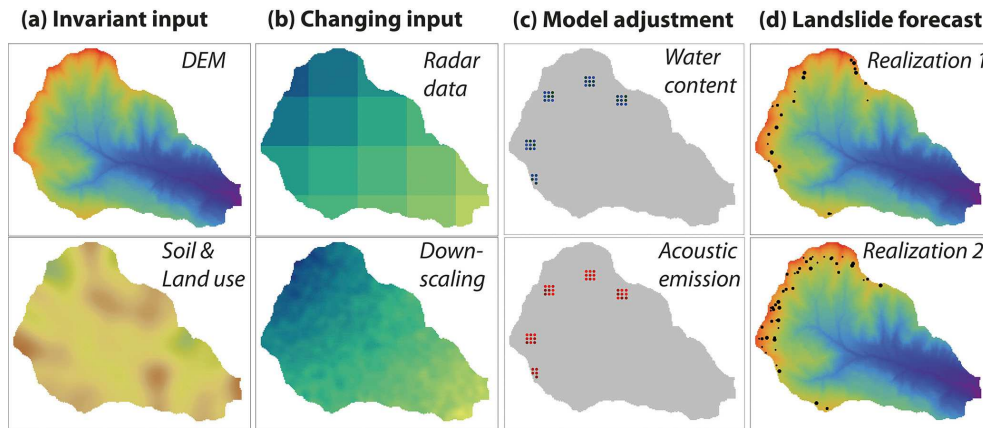 (a) Invariant input
(b) Changing input
(c) Model adjustment
(d) Landslide forecast
DEM
Radar
data
Water
content
Realization 1
Soil &
Land use
Down-
scaling
Acoustic
emission
Realization 2